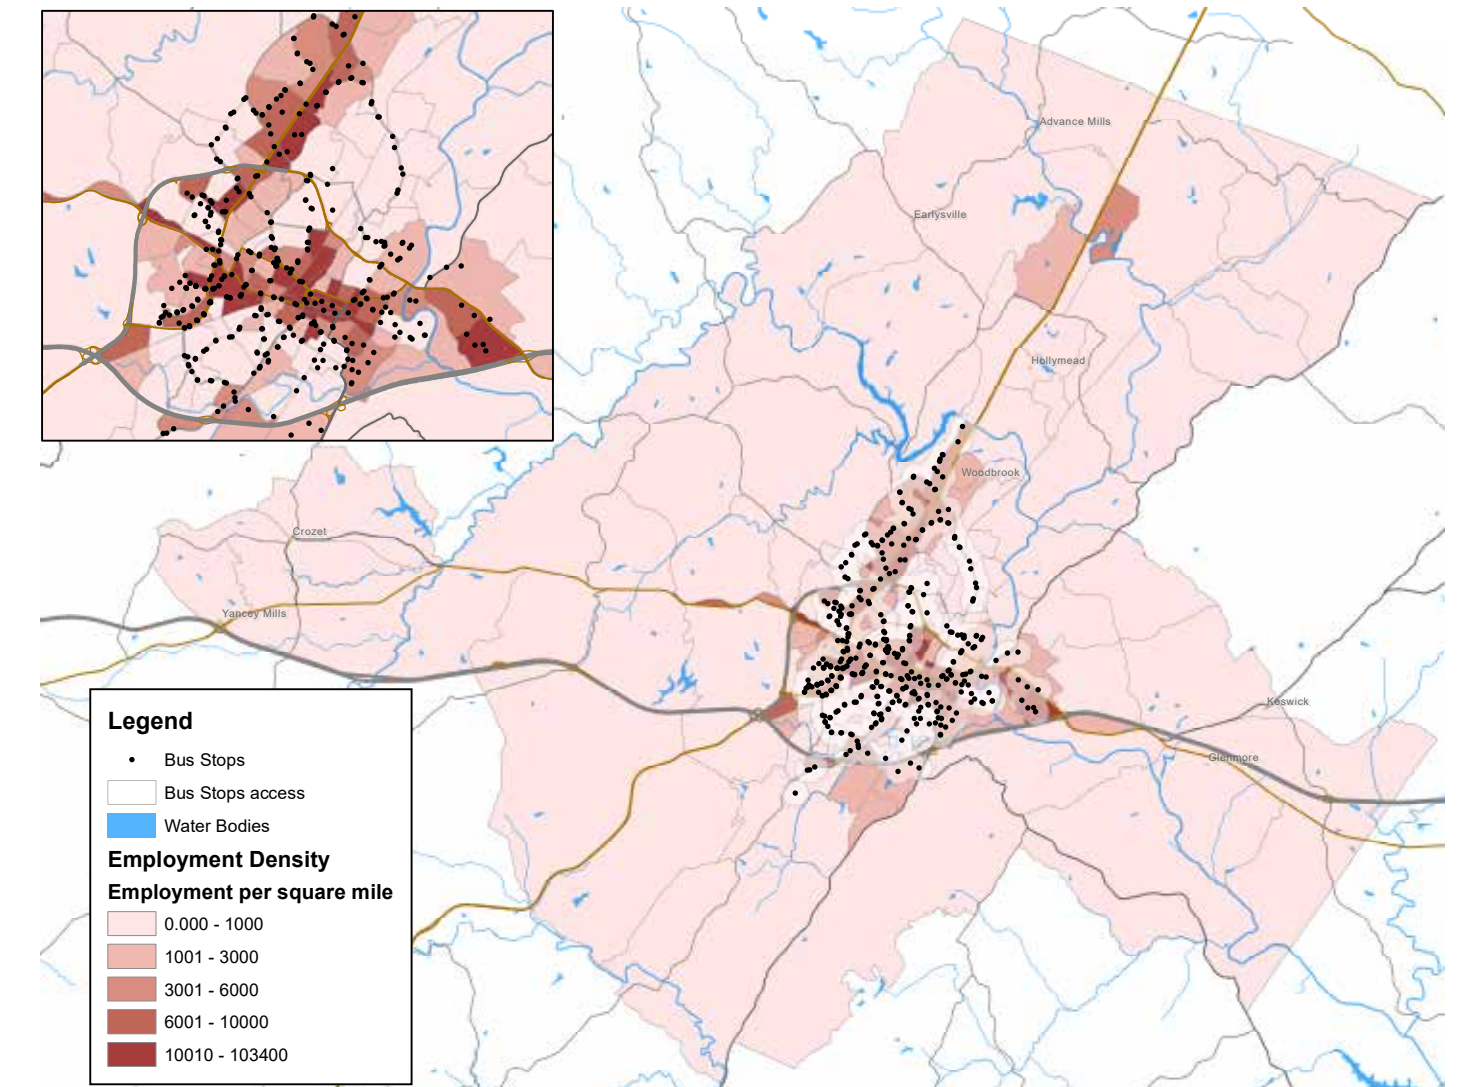 Advance Mills
Earlysville
Hollymead
Woodbrook
Crozet
Yancey Mills
Keswick
Glenmore
Legend
Bus Stops
Bus Stops access
Water Bodies
Employment Density
Employment per square mile
0.000 - 1000
1001 - 3000
3001 - 6000
6001 - 10000
10010 - 103400